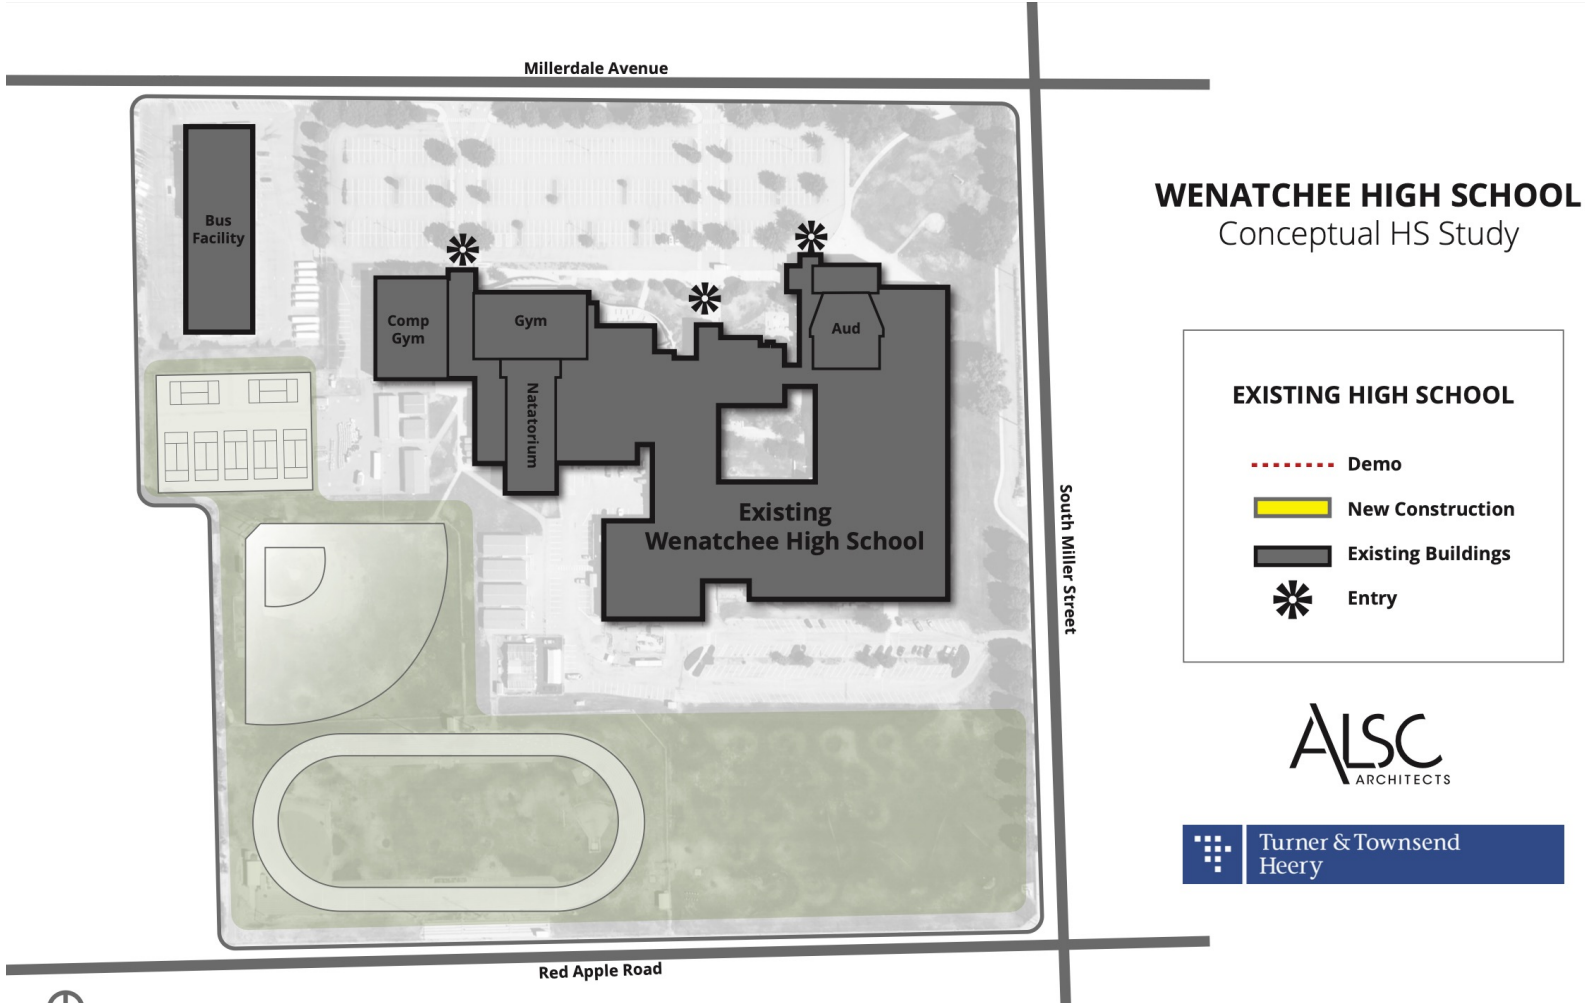 Millerdale Avenue
WENATCHEE HIGH SCHOOL
Conceptual HS Study
Bus
Facility
Comp
Gym
Gym
Aud
Natatorium
Existing
Wenatchee High School
South Miller Street
EXISTING HIGH SCHOOL
Demo
New Construction
Existing Buildings
Entry
ALSC
ARCHITECTS
Turner & Townsend
Heery
Red Apple Road